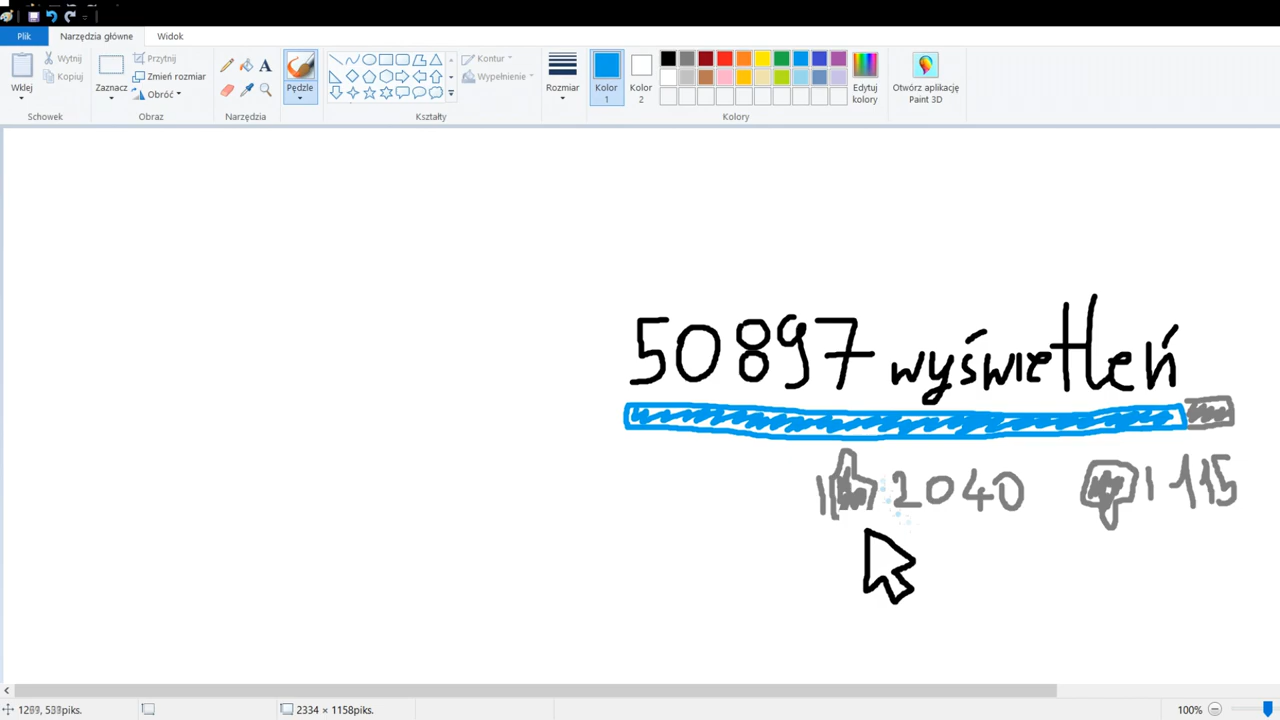 Plik Narzędzia główne Widok
Wklej
Wytnij
Kopiuj
Schowek
Zaznacz
Przytnij
Zmień rozmiar
Obróć
Obraz
Narzędzia
Pędzle
Kontur
Wypełnienie
Kształty
Rozmiar
Kolor 1
Kolor 2
Edytuj kolory
Kolory
Otwórz aplikację Paint 3D
50897 wyświetleń
2040 115
2334 × 1158piks. 100%